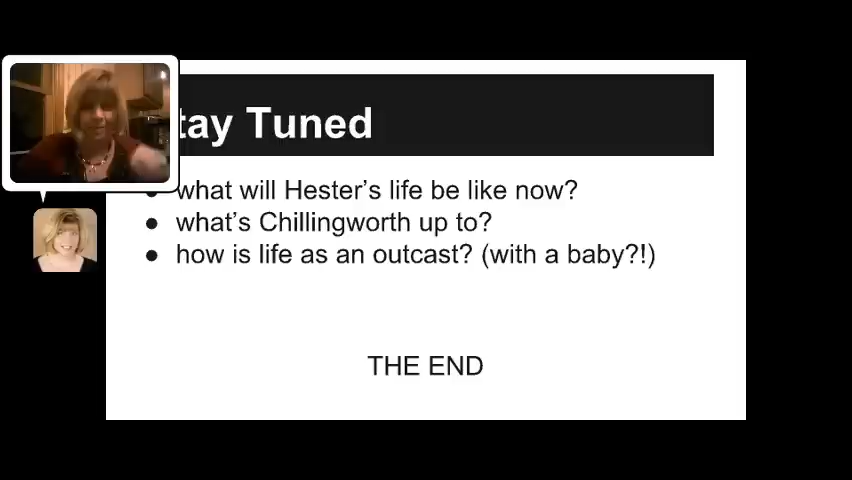 tay Tuned
● what will Hester's life be like now?
● what's Chillingworth up to?
● how is life as an outcast? (with a baby?!)
THE END